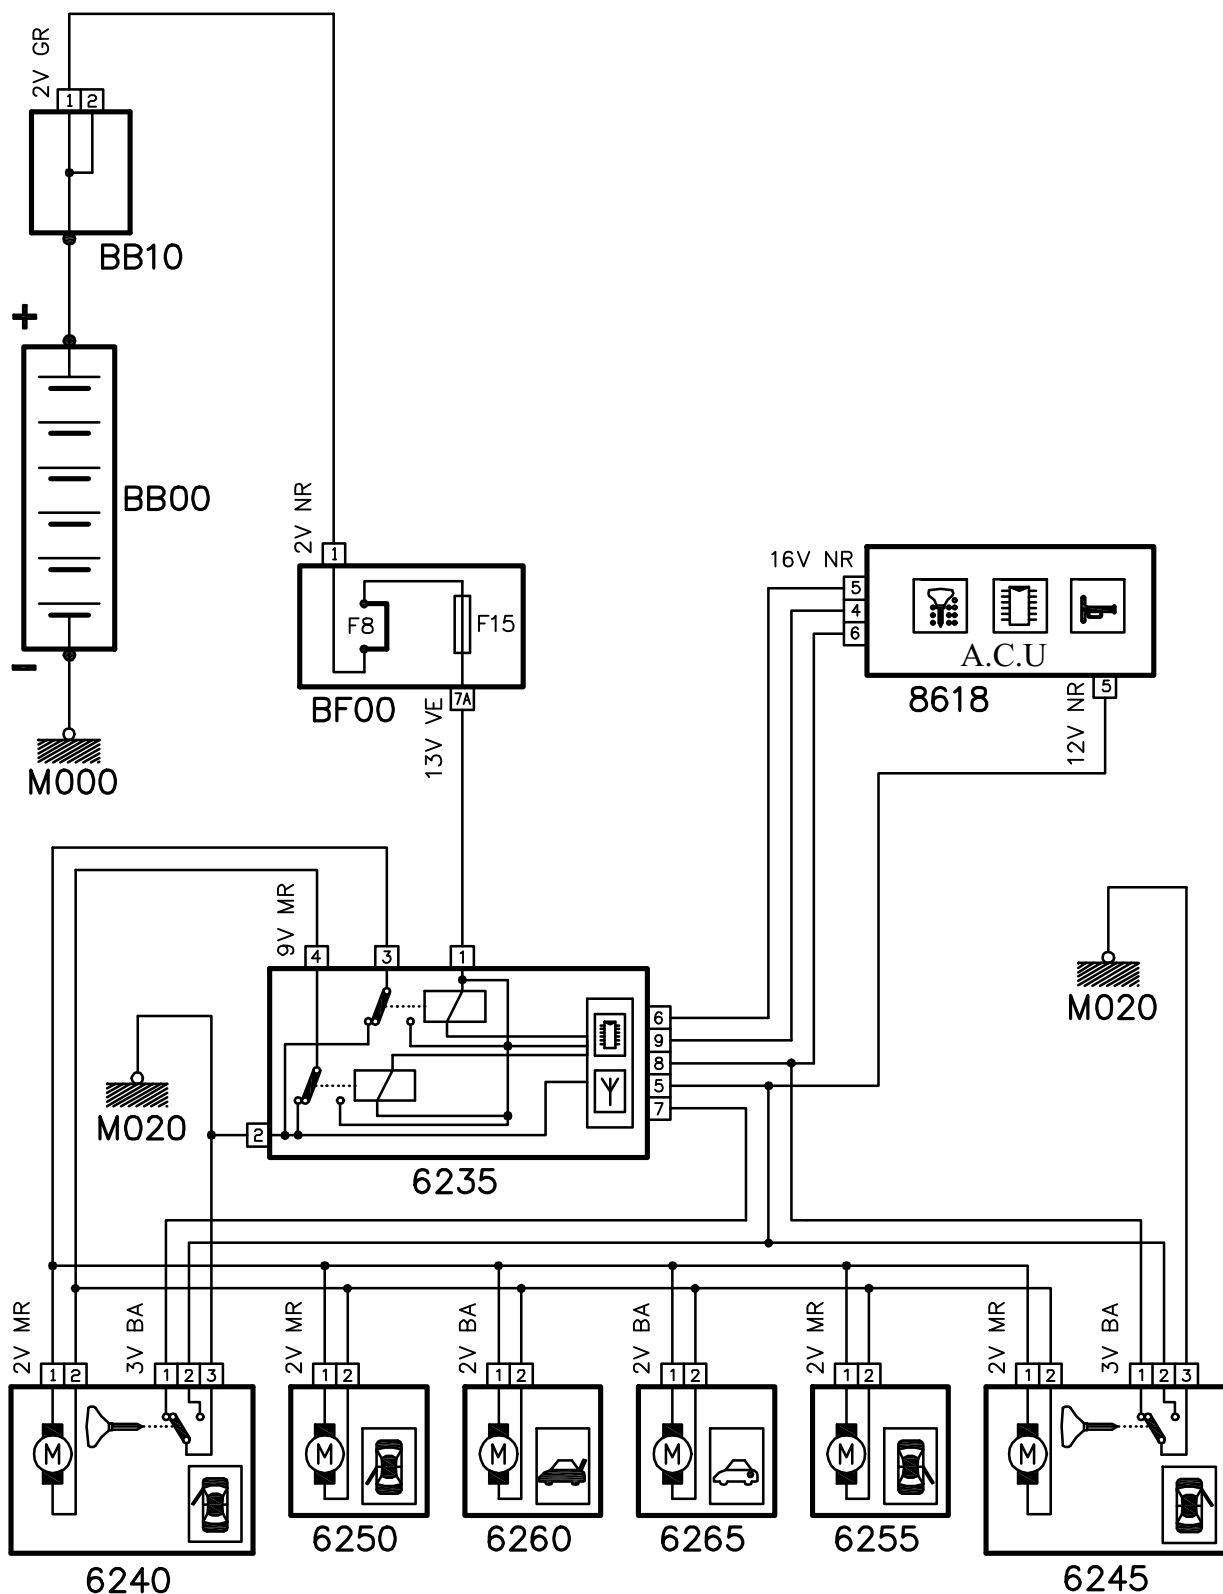 2V GR
1 2
BB10
+
BB00
-
M000
2V NR
1
F8 F15
BF00
7A
13V VE
16V NR
5
4
6
A.C.U
8618
5
12V NR
9V MR
4 3 1
M020
M020
6
9
8
5
7
2
6235
2V MR
1 2
3V BA
1 2 3
2V MR
1 2
2V BA
1 2
2V BA
1 2
2V MR
1 2
2V MR
1 2
3V BA
1 2 3
M
M
M
M
M
M
6240
6250
6260
6265
6255
6245